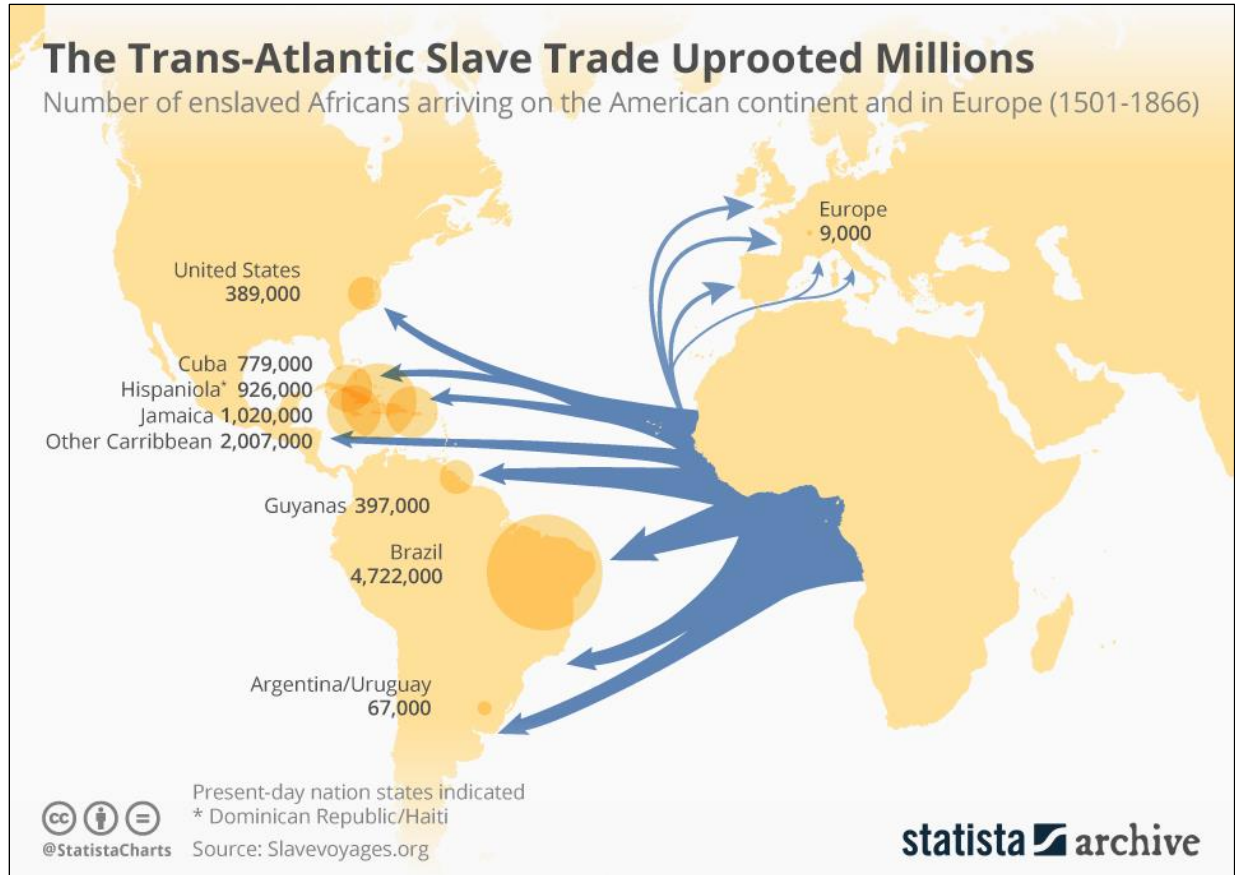 The Trans-Atlantic Slave Trade Uprooted Millions
Number of enslaved Africans arriving on the American continent and in Europe (1501-1866)
Europe
9,000
United States
389,000
Cuba 779,000
Hispaniola* 926,000
Jamaica 1,020,000
Other Carribbean 2,007,000
Guyanas 397,000
Brazil
4,722,000
Argentina/Uruguay
67,000
Present-day nation states indicated
* Dominican Republic/Haiti
cc
@StatistaCharts Source: Slavevoyages.org
statista archive